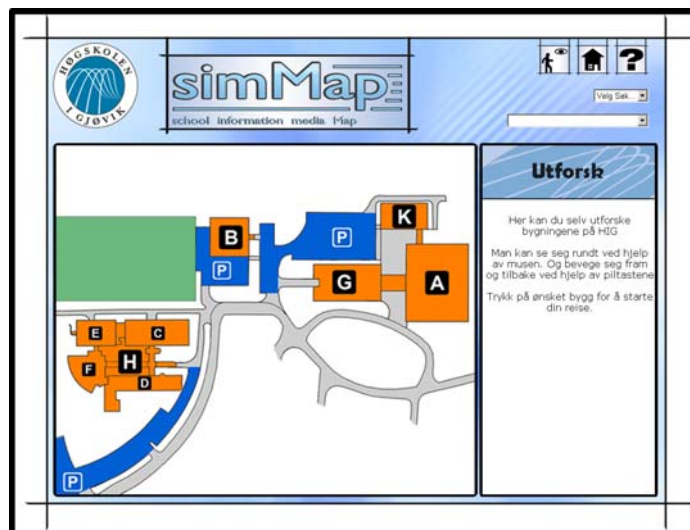 HØGSKOLEN
I GJØVIK
simMap
school information media Map
?
Valg Søk...
Utforsk
Her kan du selv utforske
bygningene på HIG
Man kan se seg rundt ved hjelp
av musen. Og bevege seg fram
og tilbake ved hjelp av piltastene
Trykk på ønsket bygg for å starte
din reise.
K
B
P
P
G
A
E
C
H
F
D
P